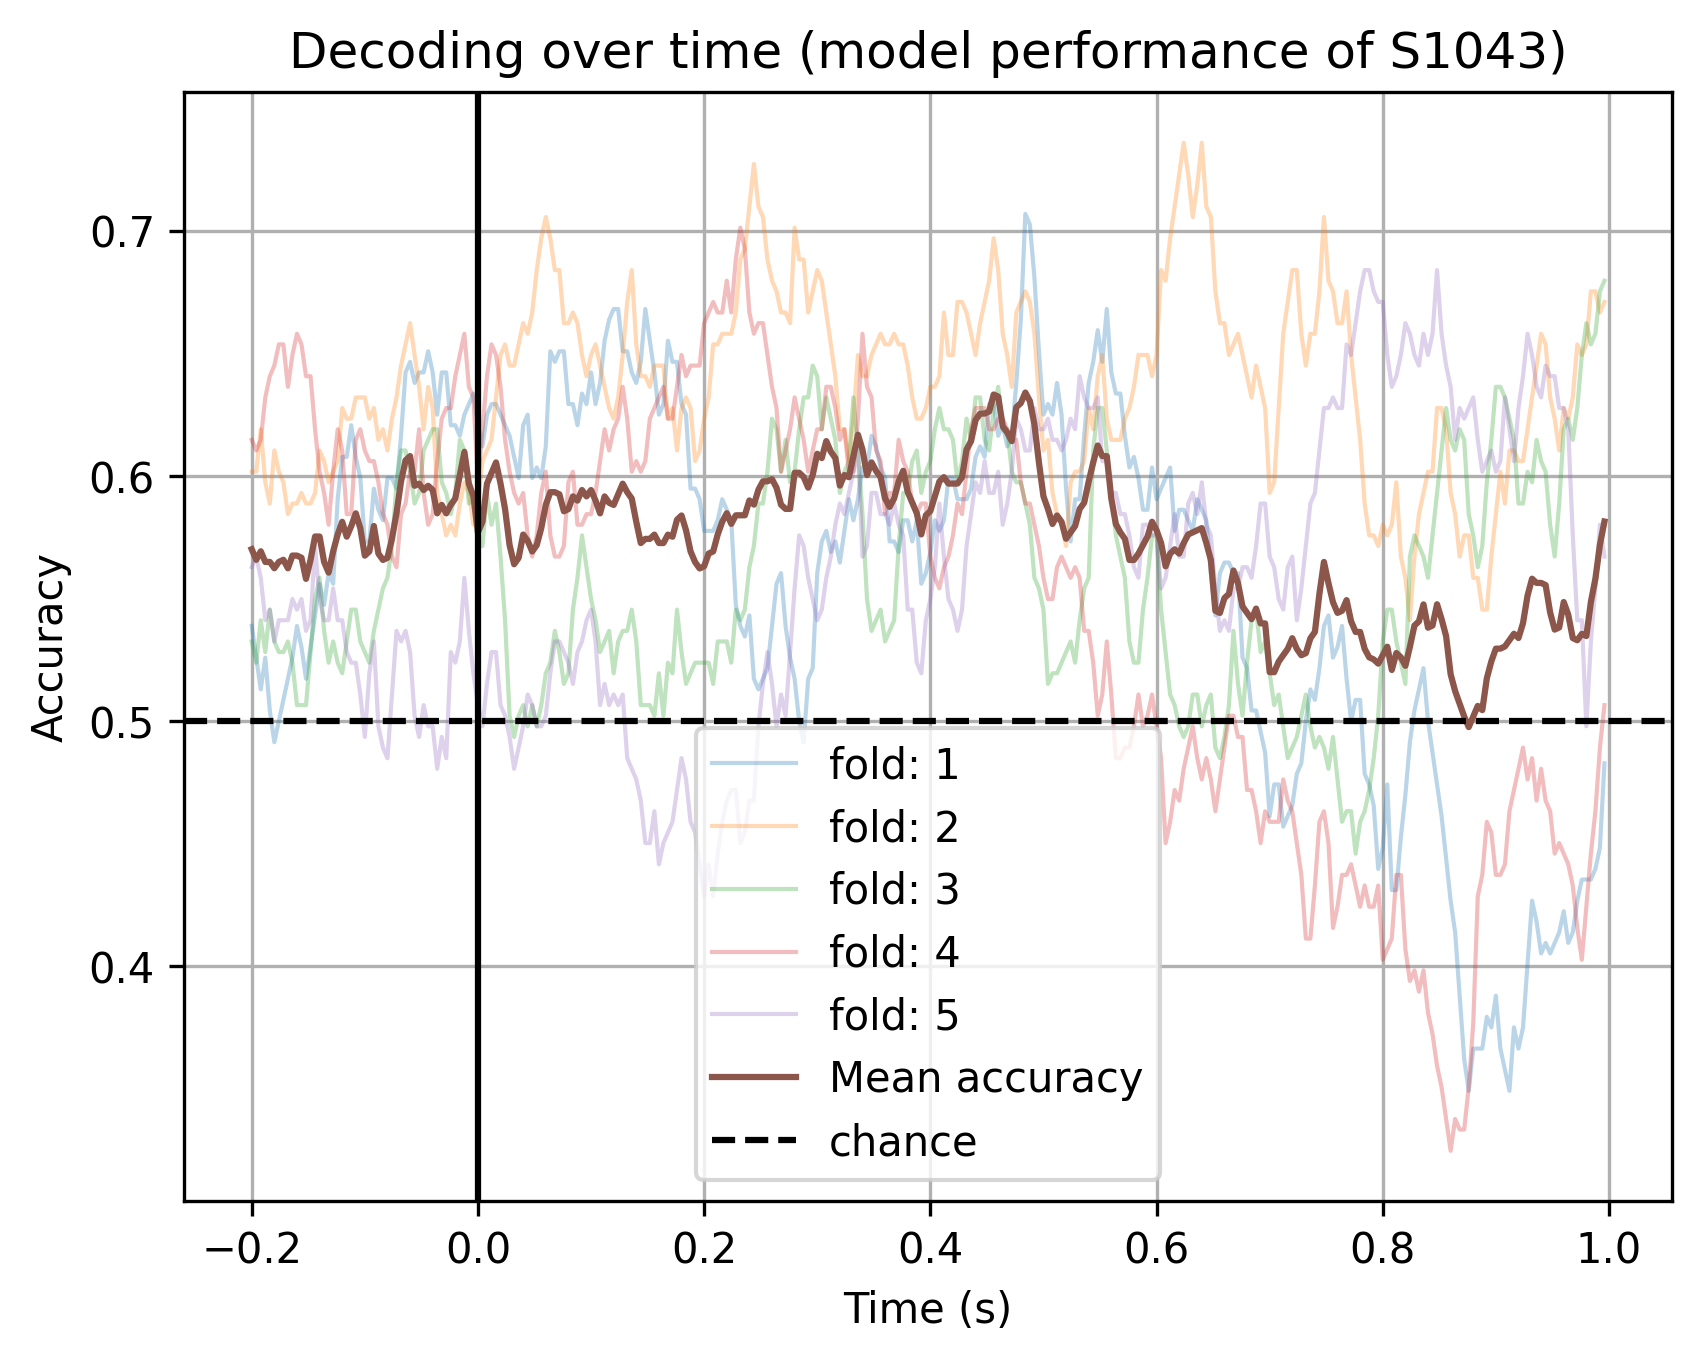 Decoding over time (model performance of S1043)
Accuracy
0.7
0.6
0.5
0.4
fold: 1
fold: 2
fold: 3
fold: 4
fold: 5
Mean accuracy
chance
−0.2 0.0 0.2 0.4 0.6 0.8 1.0
Time (s)